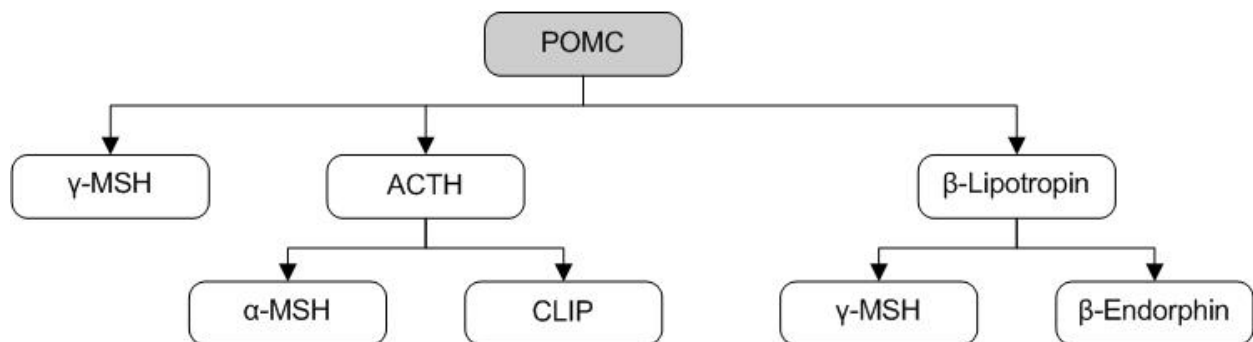 POMC
γ-MSH
ACTH
β-Lipotropin
α-MSH
CLIP
γ-MSH
β-Endorphin